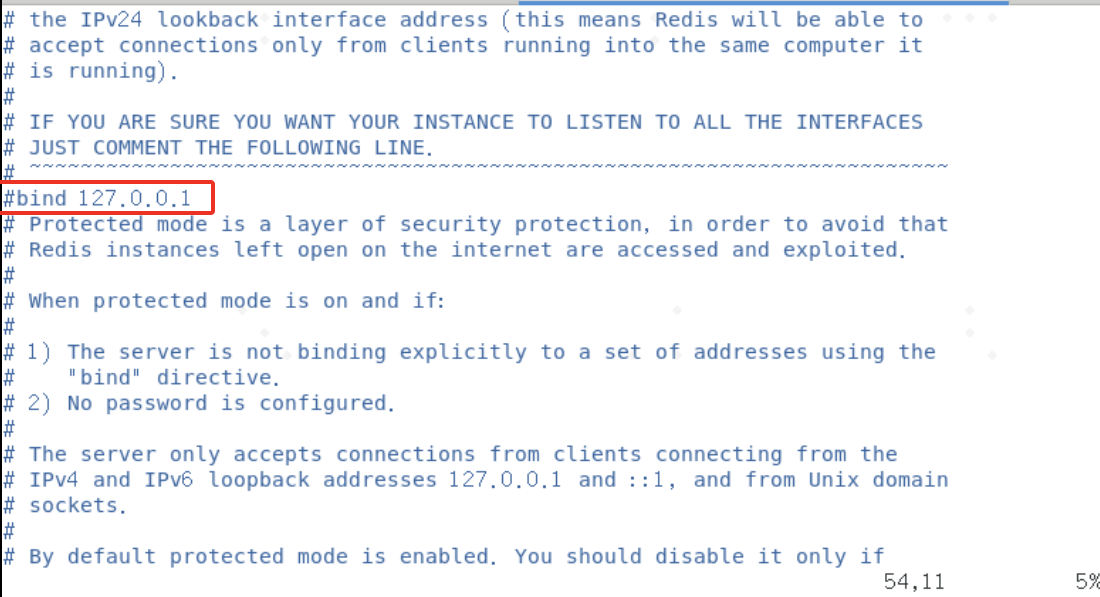 # the IPv24 lookback interface address (this means Redis will be able to
# accept connections only from clients running into the same computer it
# is running).
#
# IF YOU ARE SURE YOU WANT YOUR INSTANCE TO LISTEN TO ALL THE INTERFACES
# JUST COMMENT THE FOLLOWING LINE.
# ~~~~~~~~~~~~~~~~~~~~~~~~~~~~~~~~~~~~~~~~~~~~~~~~~~~~~~~~~~~~~~~~~~~~~~~~
#bind 127.0.0.1
# Protected mode is a layer of security protection, in order to avoid that
# Redis instances left open on the internet are accessed and exploited.
#
# When protected mode is on and if:
#
# 1) The server is not binding explicitly to a set of addresses using the
#    "bind" directive.
# 2) No password is configured.
#
# The server only accepts connections from clients connecting from the
# IPv4 and IPv6 loopback addresses 127.0.0.1 and ::1, and from Unix domain
# sockets.
#
# By default protected mode is enabled. You should disable it only if
54,11 5%